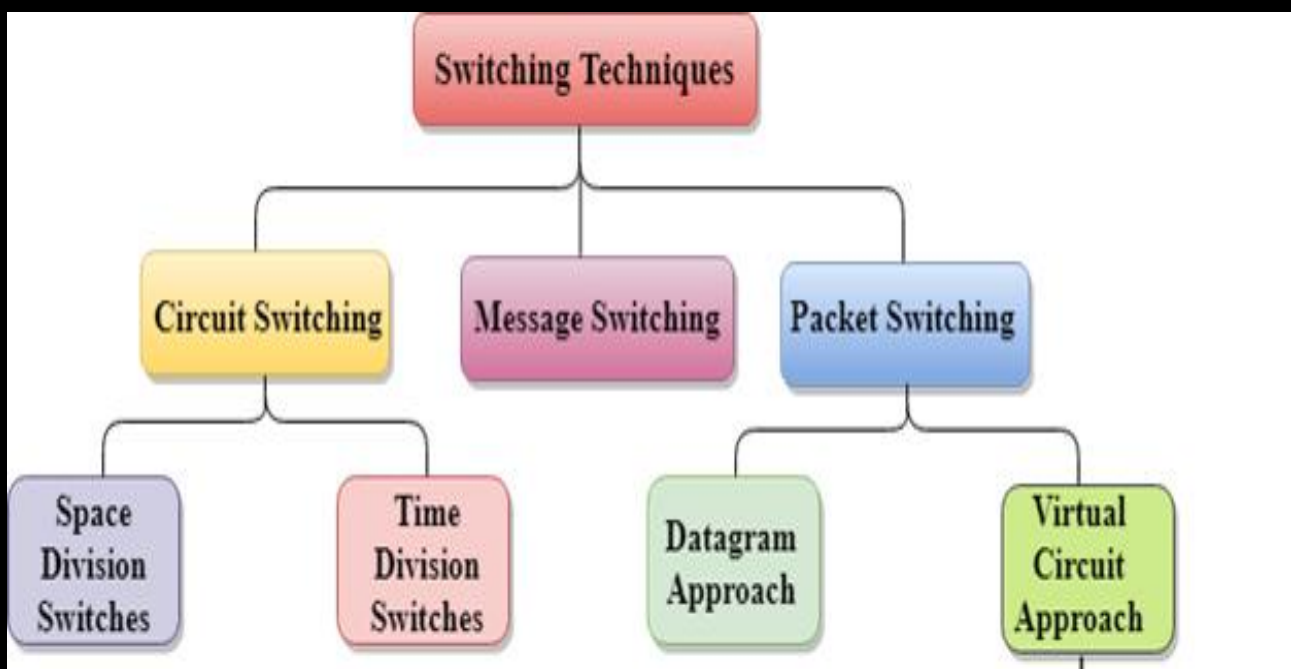 Switching Techniques
Circuit Switching
Message Switching
Packet Switching
Space
Division
Switches
Time
Division
Switches
Datagram
Approach
Virtual
Circuit
Approach